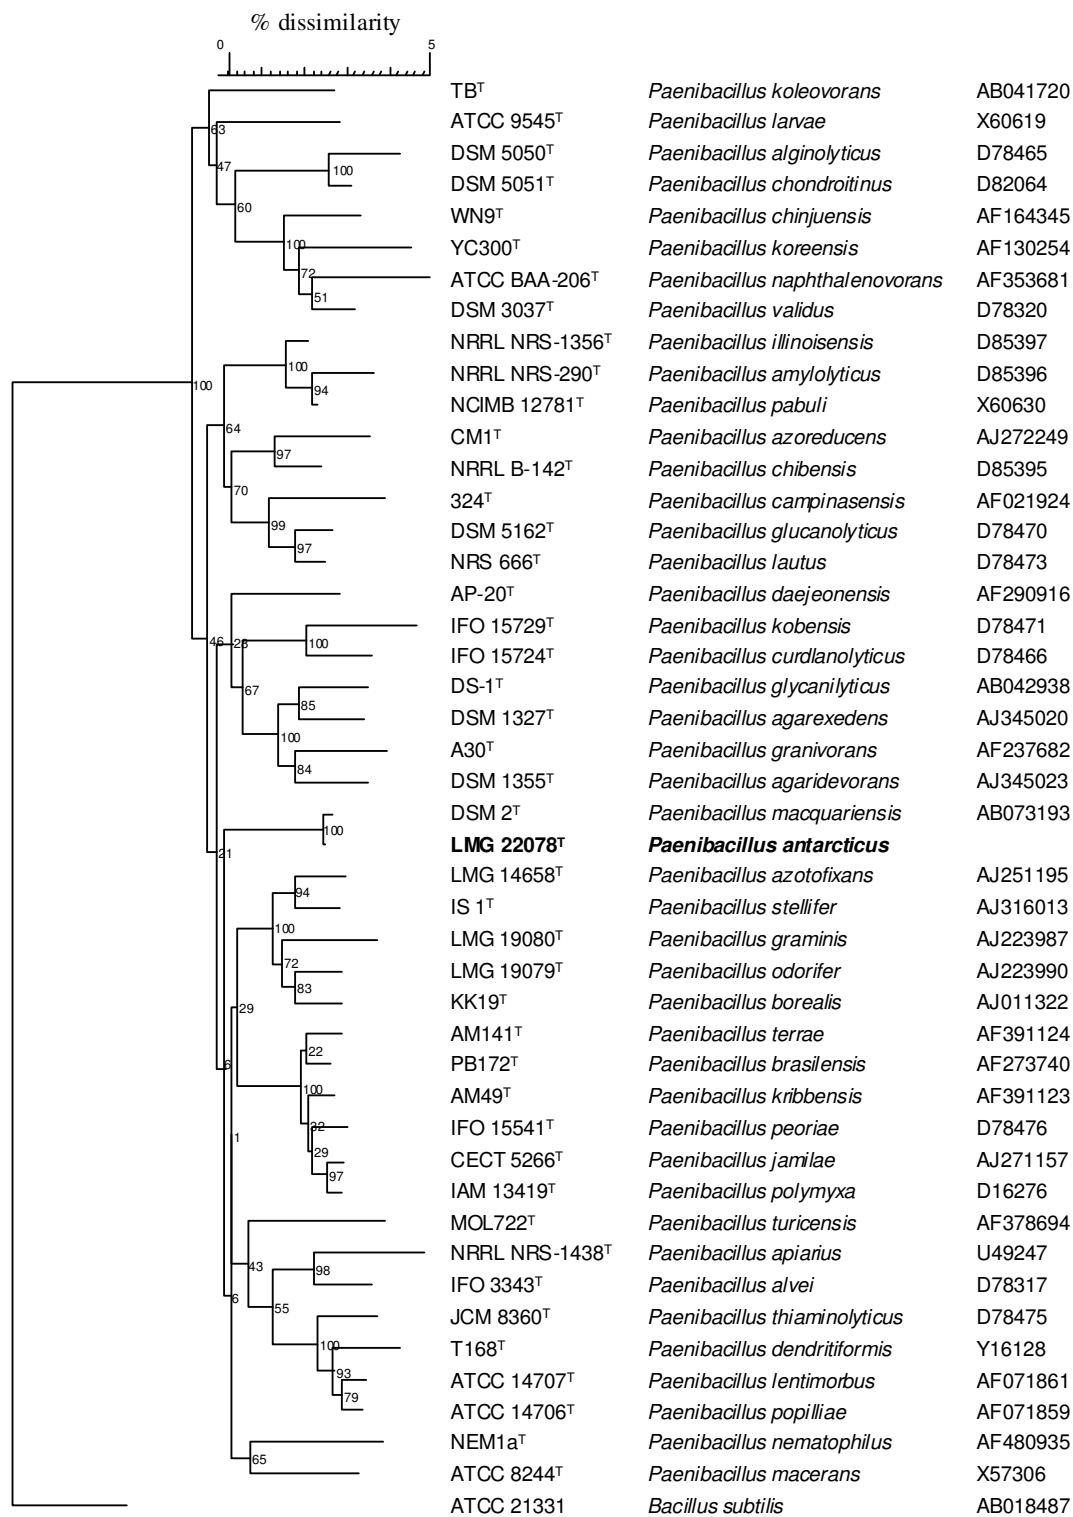 % dissimilarity
0 5
TBᵀ Paenibacillus koleovorans AB041720
63
ATCC 9545ᵀ Paenibacillus larvae X60619
DSM 5050ᵀ Paenibacillus alginolyticus D78465
47 100
DSM 5051ᵀ Paenibacillus chondroitinus D82064
60
WN9ᵀ Paenibacillus chinjuensis AF164345
100
YC300ᵀ Paenibacillus koreensis AF130254
72
ATCC BAA-206ᵀ Paenibacillus naphthalenovorans AF353681
51
DSM 3037ᵀ Paenibacillus validus D78320
NRRL NRS-1356ᵀ Paenibacillus illinoisensis D85397
100
NRRL NRS-290ᵀ Paenibacillus amylolyticus D85396
100 94
NCIMB 12781ᵀ Paenibacillus pabuli X60630
64
CM1ᵀ Paenibacillus azoreducens AJ272249
97
NRRL B-142ᵀ Paenibacillus chibensis D85395
70
324ᵀ Paenibacillus campinasensis AF021924
99
DSM 5162ᵀ Paenibacillus glucanolyticus D78470
97
NRS 666ᵀ Paenibacillus lautus D78473
AP-20ᵀ Paenibacillus daejeonensis AF290916
IFO 15729ᵀ Paenibacillus kobensis D78471
46 28 100
IFO 15724ᵀ Paenibacillus curdlanolyticus D78466
DS-1ᵀ Paenibacillus glycanilyticus AB042938
67 85
DSM 1327ᵀ Paenibacillus agarexedens AJ345020
100
A30ᵀ Paenibacillus granivorans AF237682
84
DSM 1355ᵀ Paenibacillus agaridevorans AJ345023
DSM 2ᵀ Paenibacillus macquariensis AB073193
100
LMG 22078ᵀ Paenibacillus antarcticus
21
LMG 14658ᵀ Paenibacillus azotofixans AJ251195
94
IS 1ᵀ Paenibacillus stellifer AJ316013
100
LMG 19080ᵀ Paenibacillus graminis AJ223987
72
LMG 19079ᵀ Paenibacillus odorifer AJ223990
83
KK19ᵀ Paenibacillus borealis AJ011322
29
AM141ᵀ Paenibacillus terrae AF391124
22
PB172ᵀ Paenibacillus brasilensis AF273740
6 100
AM49ᵀ Paenibacillus kribbensis AF391123
32
IFO 15541ᵀ Paenibacillus peoriae D78476
1 29
CECT 5266ᵀ Paenibacillus jamilae AJ271157
97
IAM 13419ᵀ Paenibacillus polymyxa D16276
MOL722ᵀ Paenibacillus turicensis AF378694
NRRL NRS-1438ᵀ Paenibacillus apiarius U49247
43 98
IFO 3343ᵀ Paenibacillus alvei D78317
6 55
JCM 8360ᵀ Paenibacillus thiaminolyticus D78475
100
T168ᵀ Paenibacillus dendritiformis Y16128
93
ATCC 14707ᵀ Paenibacillus lentimorbus AF071861
79
ATCC 14706ᵀ Paenibacillus popilliae AF071859
NEM1aᵀ Paenibacillus nematophilus AF480935
65
ATCC 8244ᵀ Paenibacillus macerans X57306
ATCC 21331 Bacillus subtilis AB018487